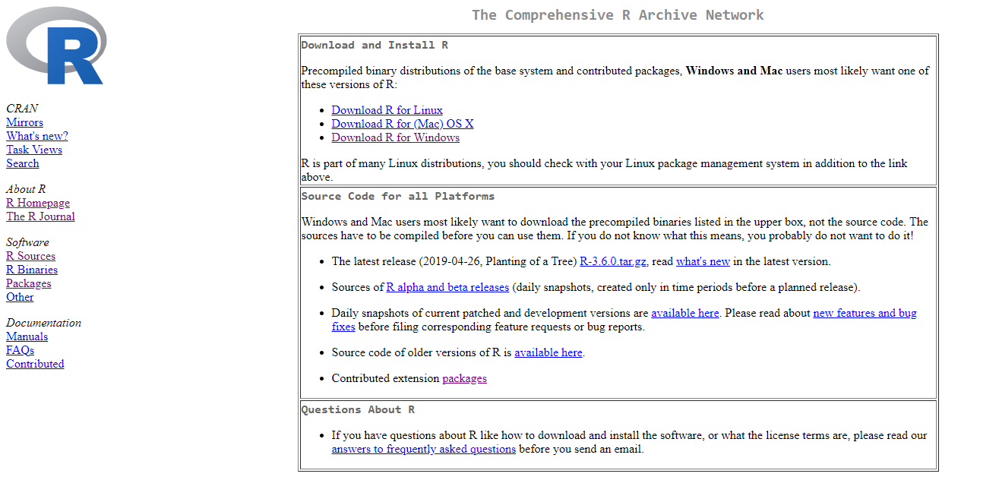 R
CRAN
Mirrors
What's new?
Task Views
Search
About R
R Homepage
The R Journal
Software
R Sources
R Binaries
Packages
Other
Documentation
Manuals
FAQs
Contributed
The Comprehensive R Archive Network
Download and Install R
Precompiled binary distributions of the base system and contributed packages, Windows and Mac users most likely want one of
these versions of R:
Download R for Linux
Download R for (Mac) OS X
Download R for Windows
R is part of many Linux distributions, you should check with your Linux package management system in addition to the link
above.
Source Code for all Platforms
Windows and Mac users most likely want to download the precompiled binaries listed in the upper box, not the source code. The
sources have to be compiled before you can use them. If you do not know what this means, you probably do not want to do it!
The latest release (2019-04-26, Planting of a Tree) R-3.6.0.tar.gz, read what's new in the latest version.
Sources of R alpha and beta releases (daily snapshots, created only in time periods before a planned release).
Daily snapshots of current patched and development versions are available here. Please read about new features and bug
fixes before filing corresponding feature requests or bug reports.
Source code of older versions of R is available here.
Contributed extension packages
Questions About R
If you have questions about R like how to download and install the software, or what the license terms are, please read our
answers to frequently asked questions before you send an email.